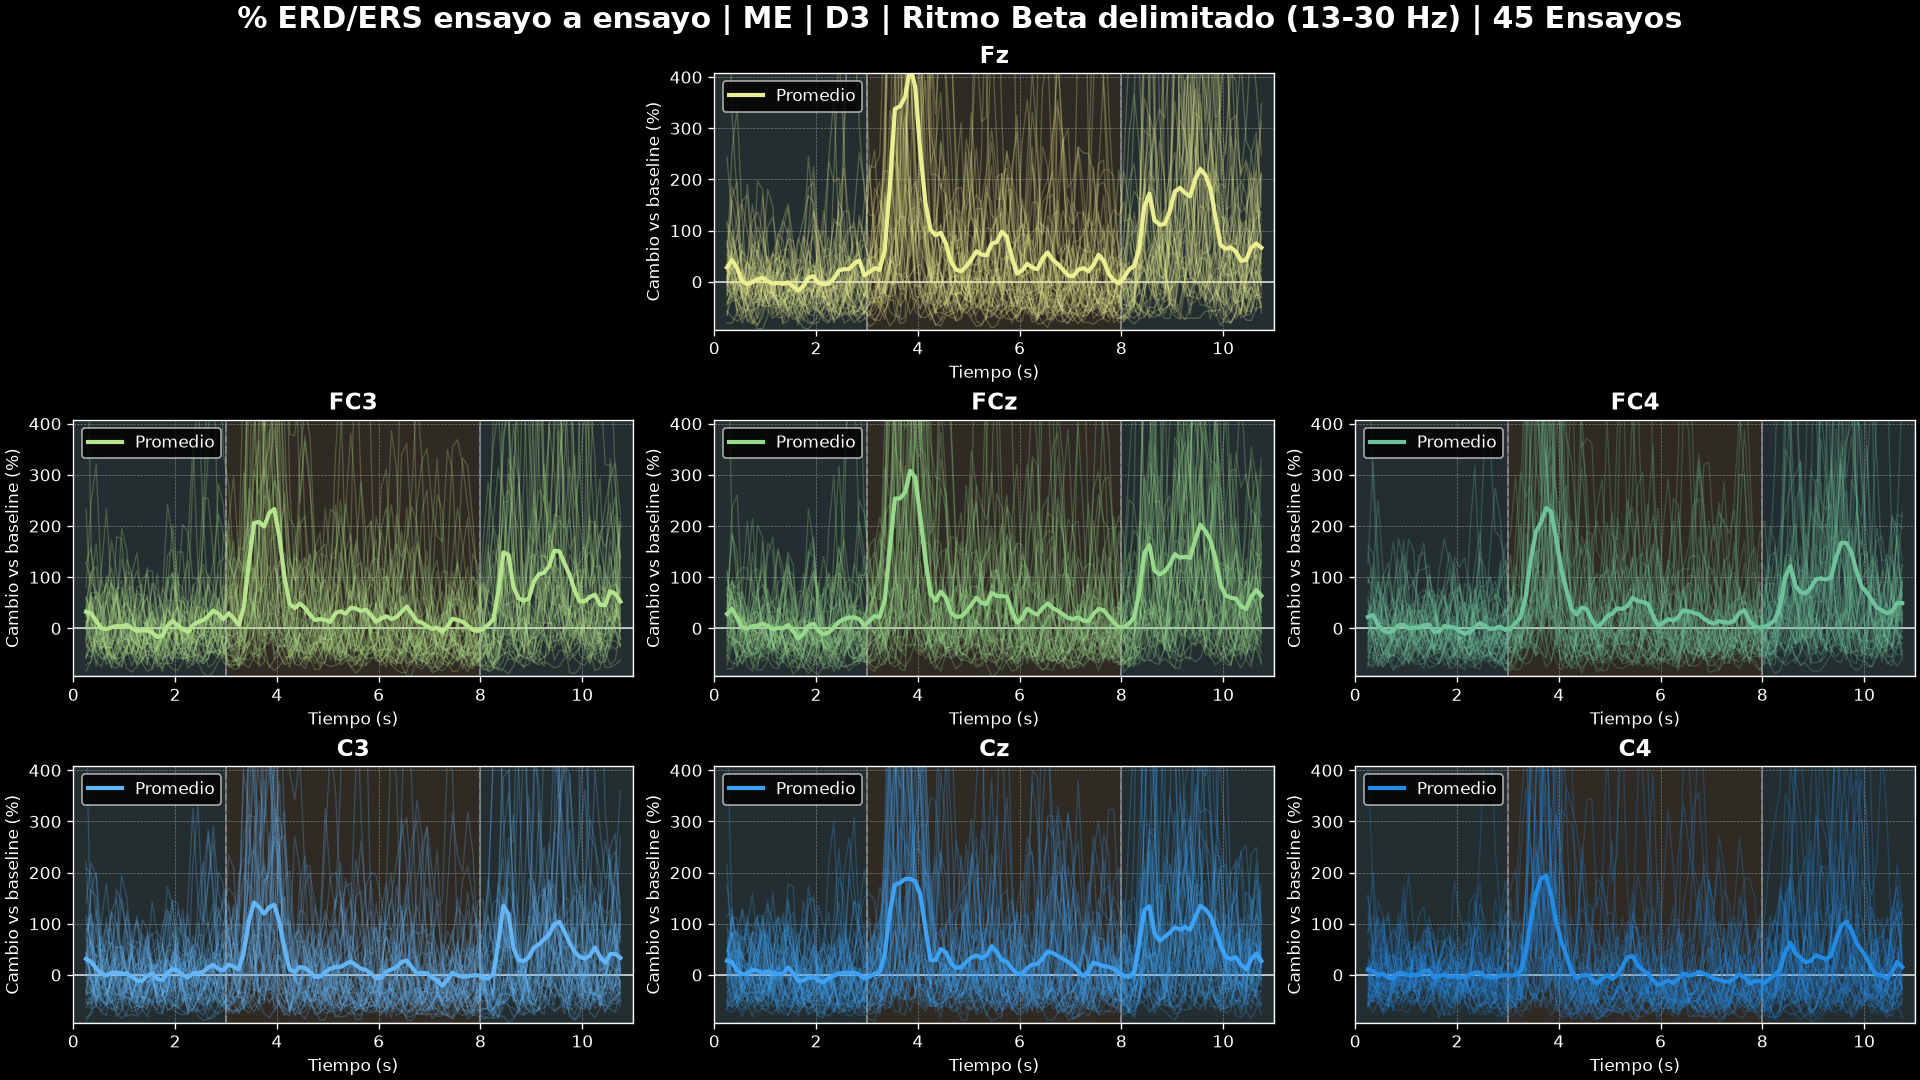 % ERD/ERS ensayo a ensayo | ME | D3 | Ritmo Beta delimitado (13-30 Hz) | 45 Ensayos
Fz
Cambio vs baseline (%)
400
300
200
100
0
Promedio
0 2 4 6 8 10
Tiempo (s)
FC3
Cambio vs baseline (%)
400
300
200
100
0
Promedio
0 2 4 6 8 10
Tiempo (s)
FCz
Cambio vs baseline (%)
400
300
200
100
0
Promedio
0 2 4 6 8 10
Tiempo (s)
FC4
Cambio vs baseline (%)
400
300
200
100
0
Promedio
0 2 4 6 8 10
Tiempo (s)
C3
Cambio vs baseline (%)
400
300
200
100
0
Promedio
0 2 4 6 8 10
Tiempo (s)
Cz
Cambio vs baseline (%)
400
300
200
100
0
Promedio
0 2 4 6 8 10
Tiempo (s)
C4
Cambio vs baseline (%)
400
300
200
100
0
Promedio
0 2 4 6 8 10
Tiempo (s)